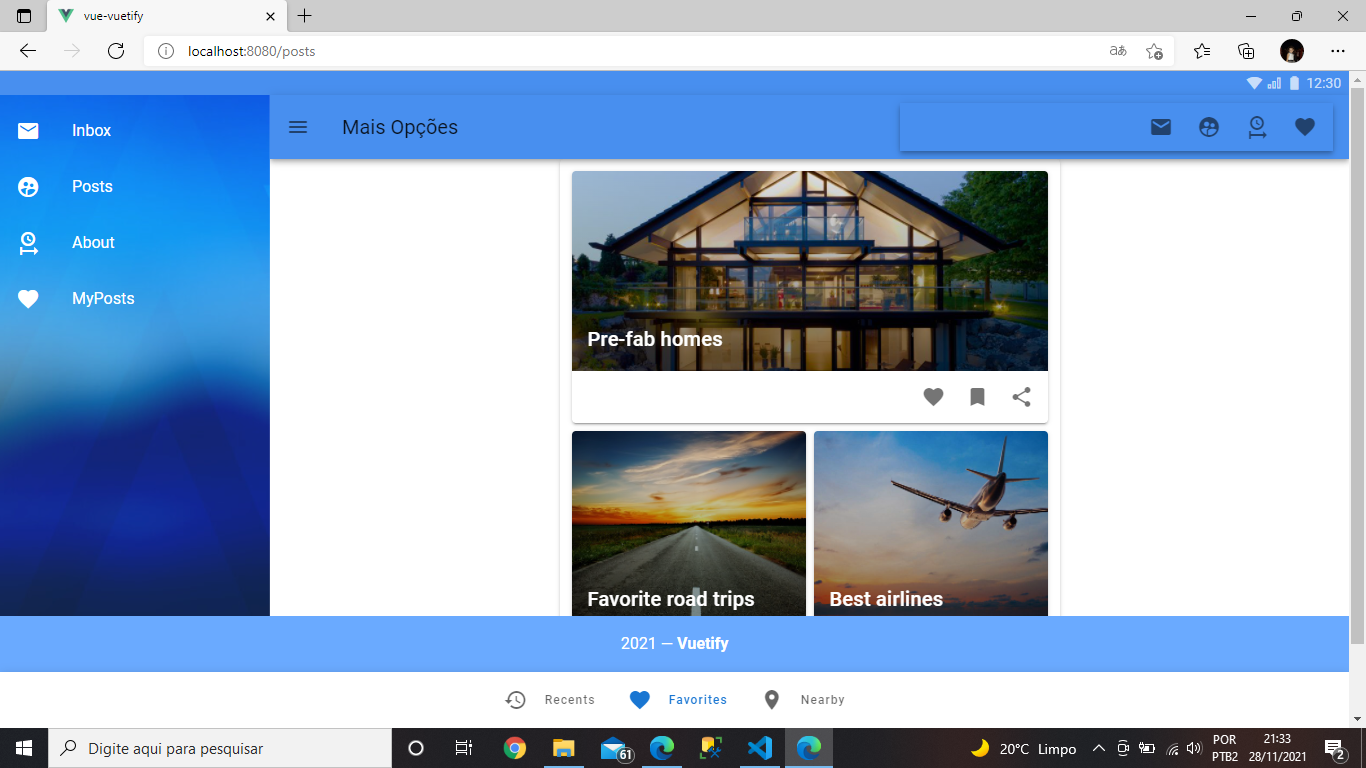 vue-vuetify
localhost:8080/posts
aあ
12:30
Inbox
Posts
About
MyPosts
Mais Opções
Pre-fab homes
Favorite road trips
Best airlines
2021 — Vuetify
Recents
Favorites
Nearby
Digite aqui para pesquisar
61
20°C Limpo
POR
PTB2
21:33
28/11/2021
2